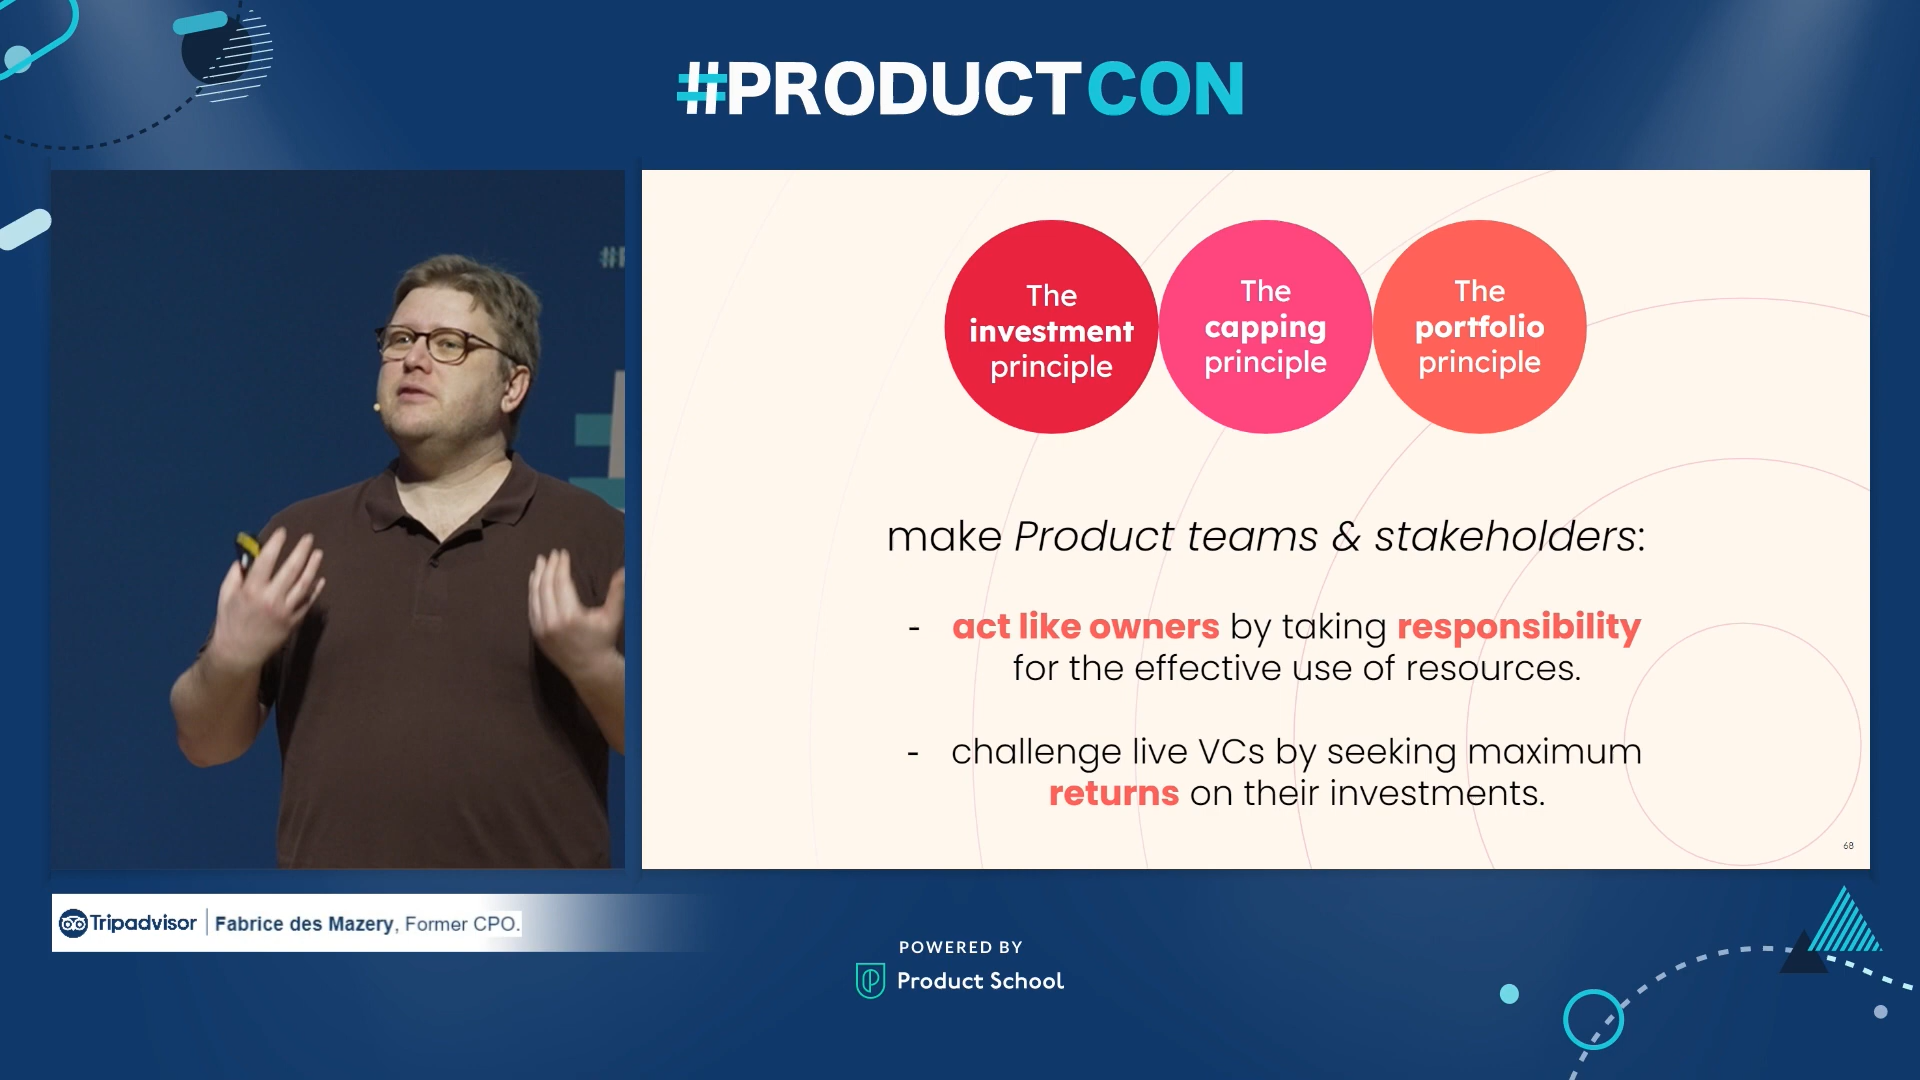 #PRODUCTCON
#P
The
investment
principle
The
capping
principle
The
portfolio
principle
make Product teams & stakeholders:
- act like owners by taking responsibility
for the effective use of resources.
- challenge live VCs by seeking maximum
returns on their investments.
68
Tripadvisor | Fabrice des Mazery, Former CPO.
POWERED BY
Product School